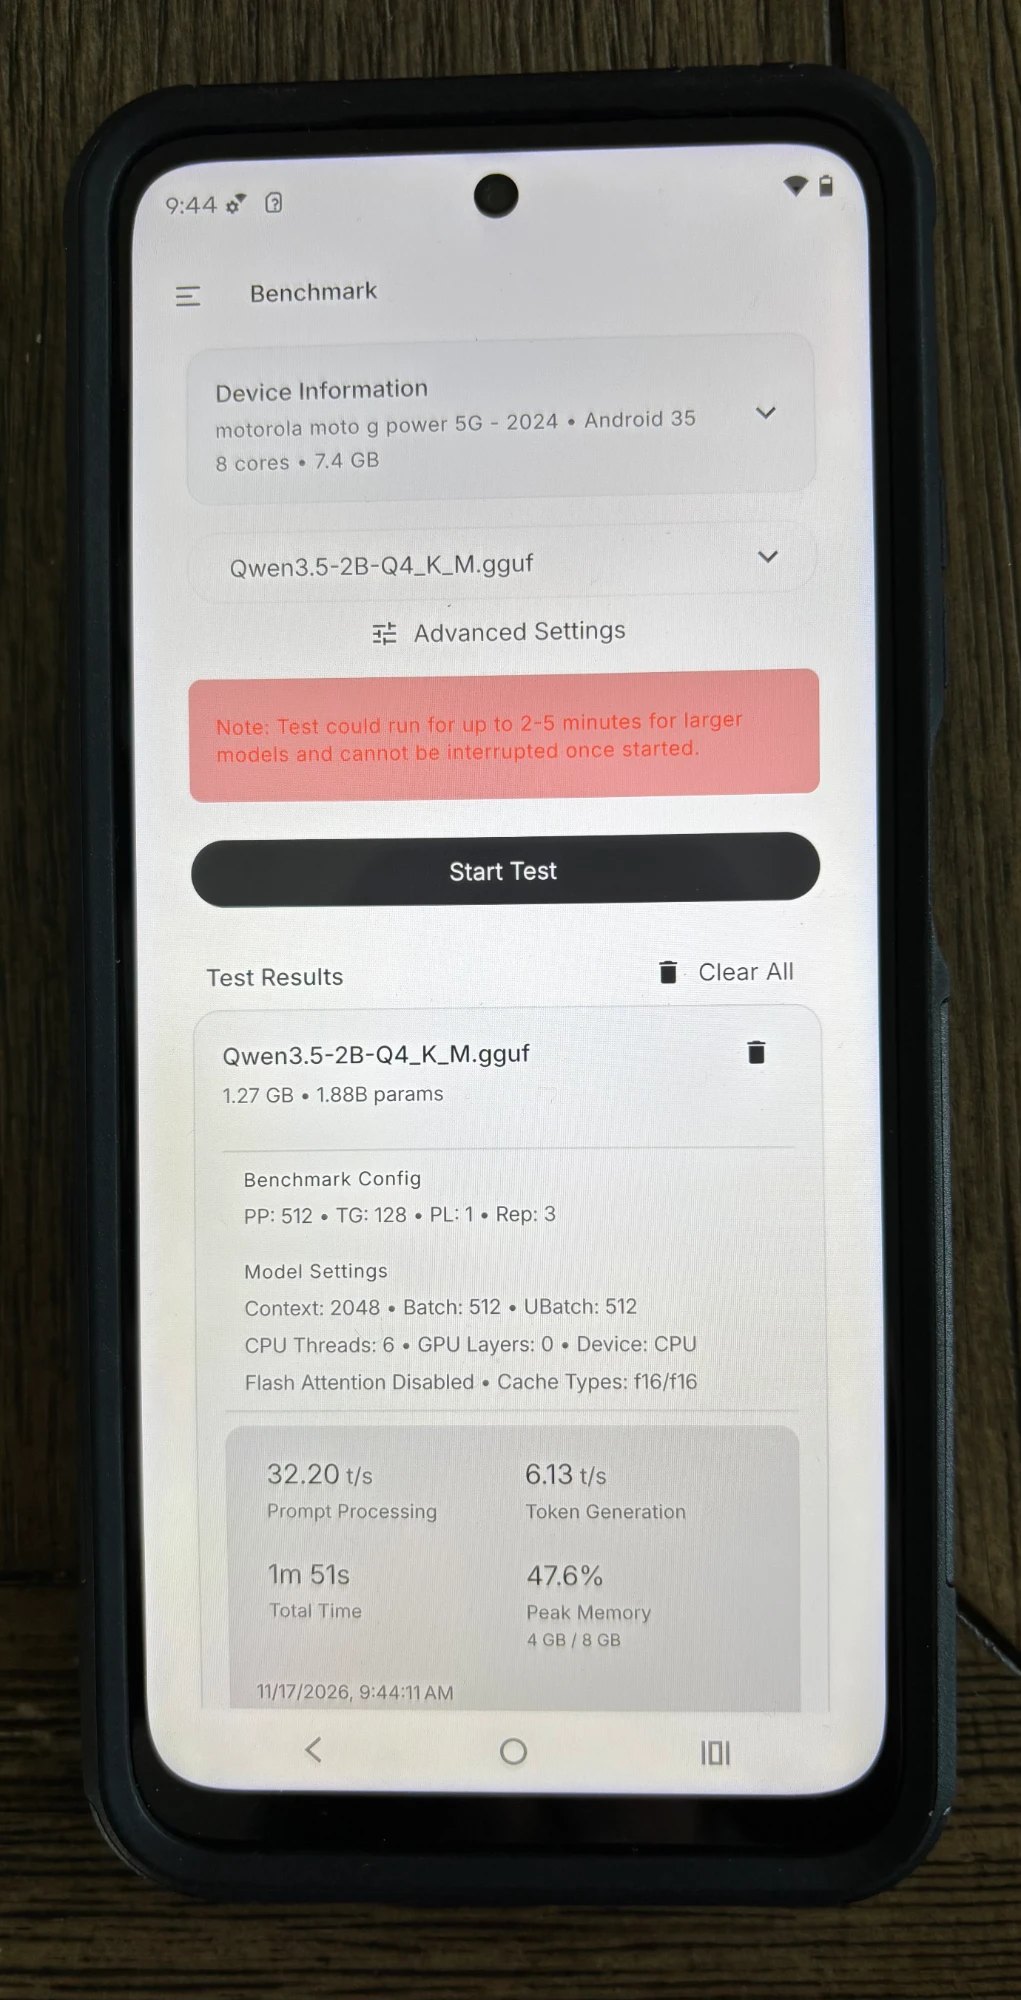 9:44
Benchmark
Device Information
motorola moto g power 5G - 2024 • Android 35
8 cores • 7.4 GB
Qwen3.5-2B-Q4_K_M.gguf
Advanced Settings
Note: Test could run for up to 2-5 minutes for larger
models and cannot be interrupted once started.
Start Test
Test Results
Clear All
Qwen3.5-2B-Q4_K_M.gguf
1.27 GB • 1.88B params
Benchmark Config
PP: 512 • TG: 128 • PL: 1 • Rep: 3
Model Settings
Context: 2048 • Batch: 512 • UBatch: 512
CPU Threads: 6 • GPU Layers: 0 • Device: CPU
Flash Attention Disabled • Cache Types: f16/f16
32.20 t/s
Prompt Processing
6.13 t/s
Token Generation
1m 51s
Total Time
47.6%
Peak Memory
4 GB / 8 GB
11/17/2026, 9:44:11 AM